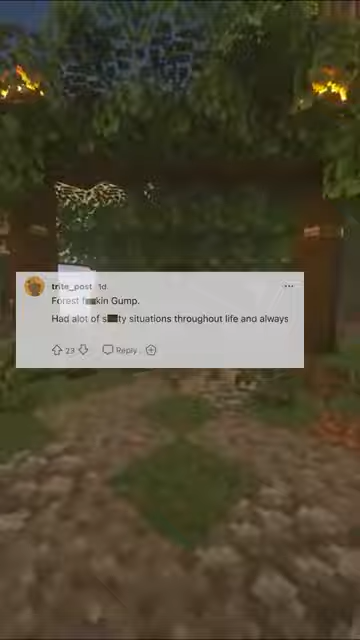 trite_post 1d
Forest f■■kin Gump.
Had alot of s■■ty situations throughout life and always
23 Reply